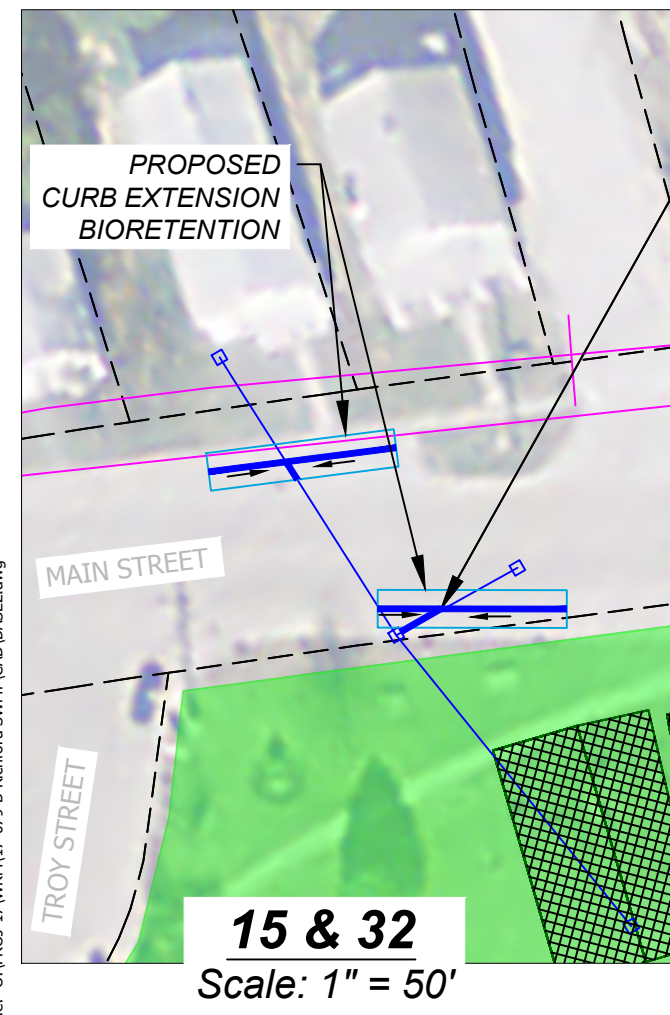 PROPOSED
CURB EXTENSION
BIORETENTION
MAIN STREET
TROY STREET
15 & 32
Scale: 1" = 50'